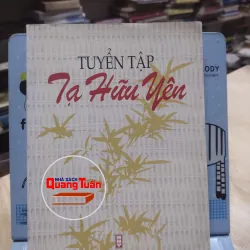 TUYỂN TẬP
Tạ Hữu Yên
NHÀ SÁCH
Quang Tuấn